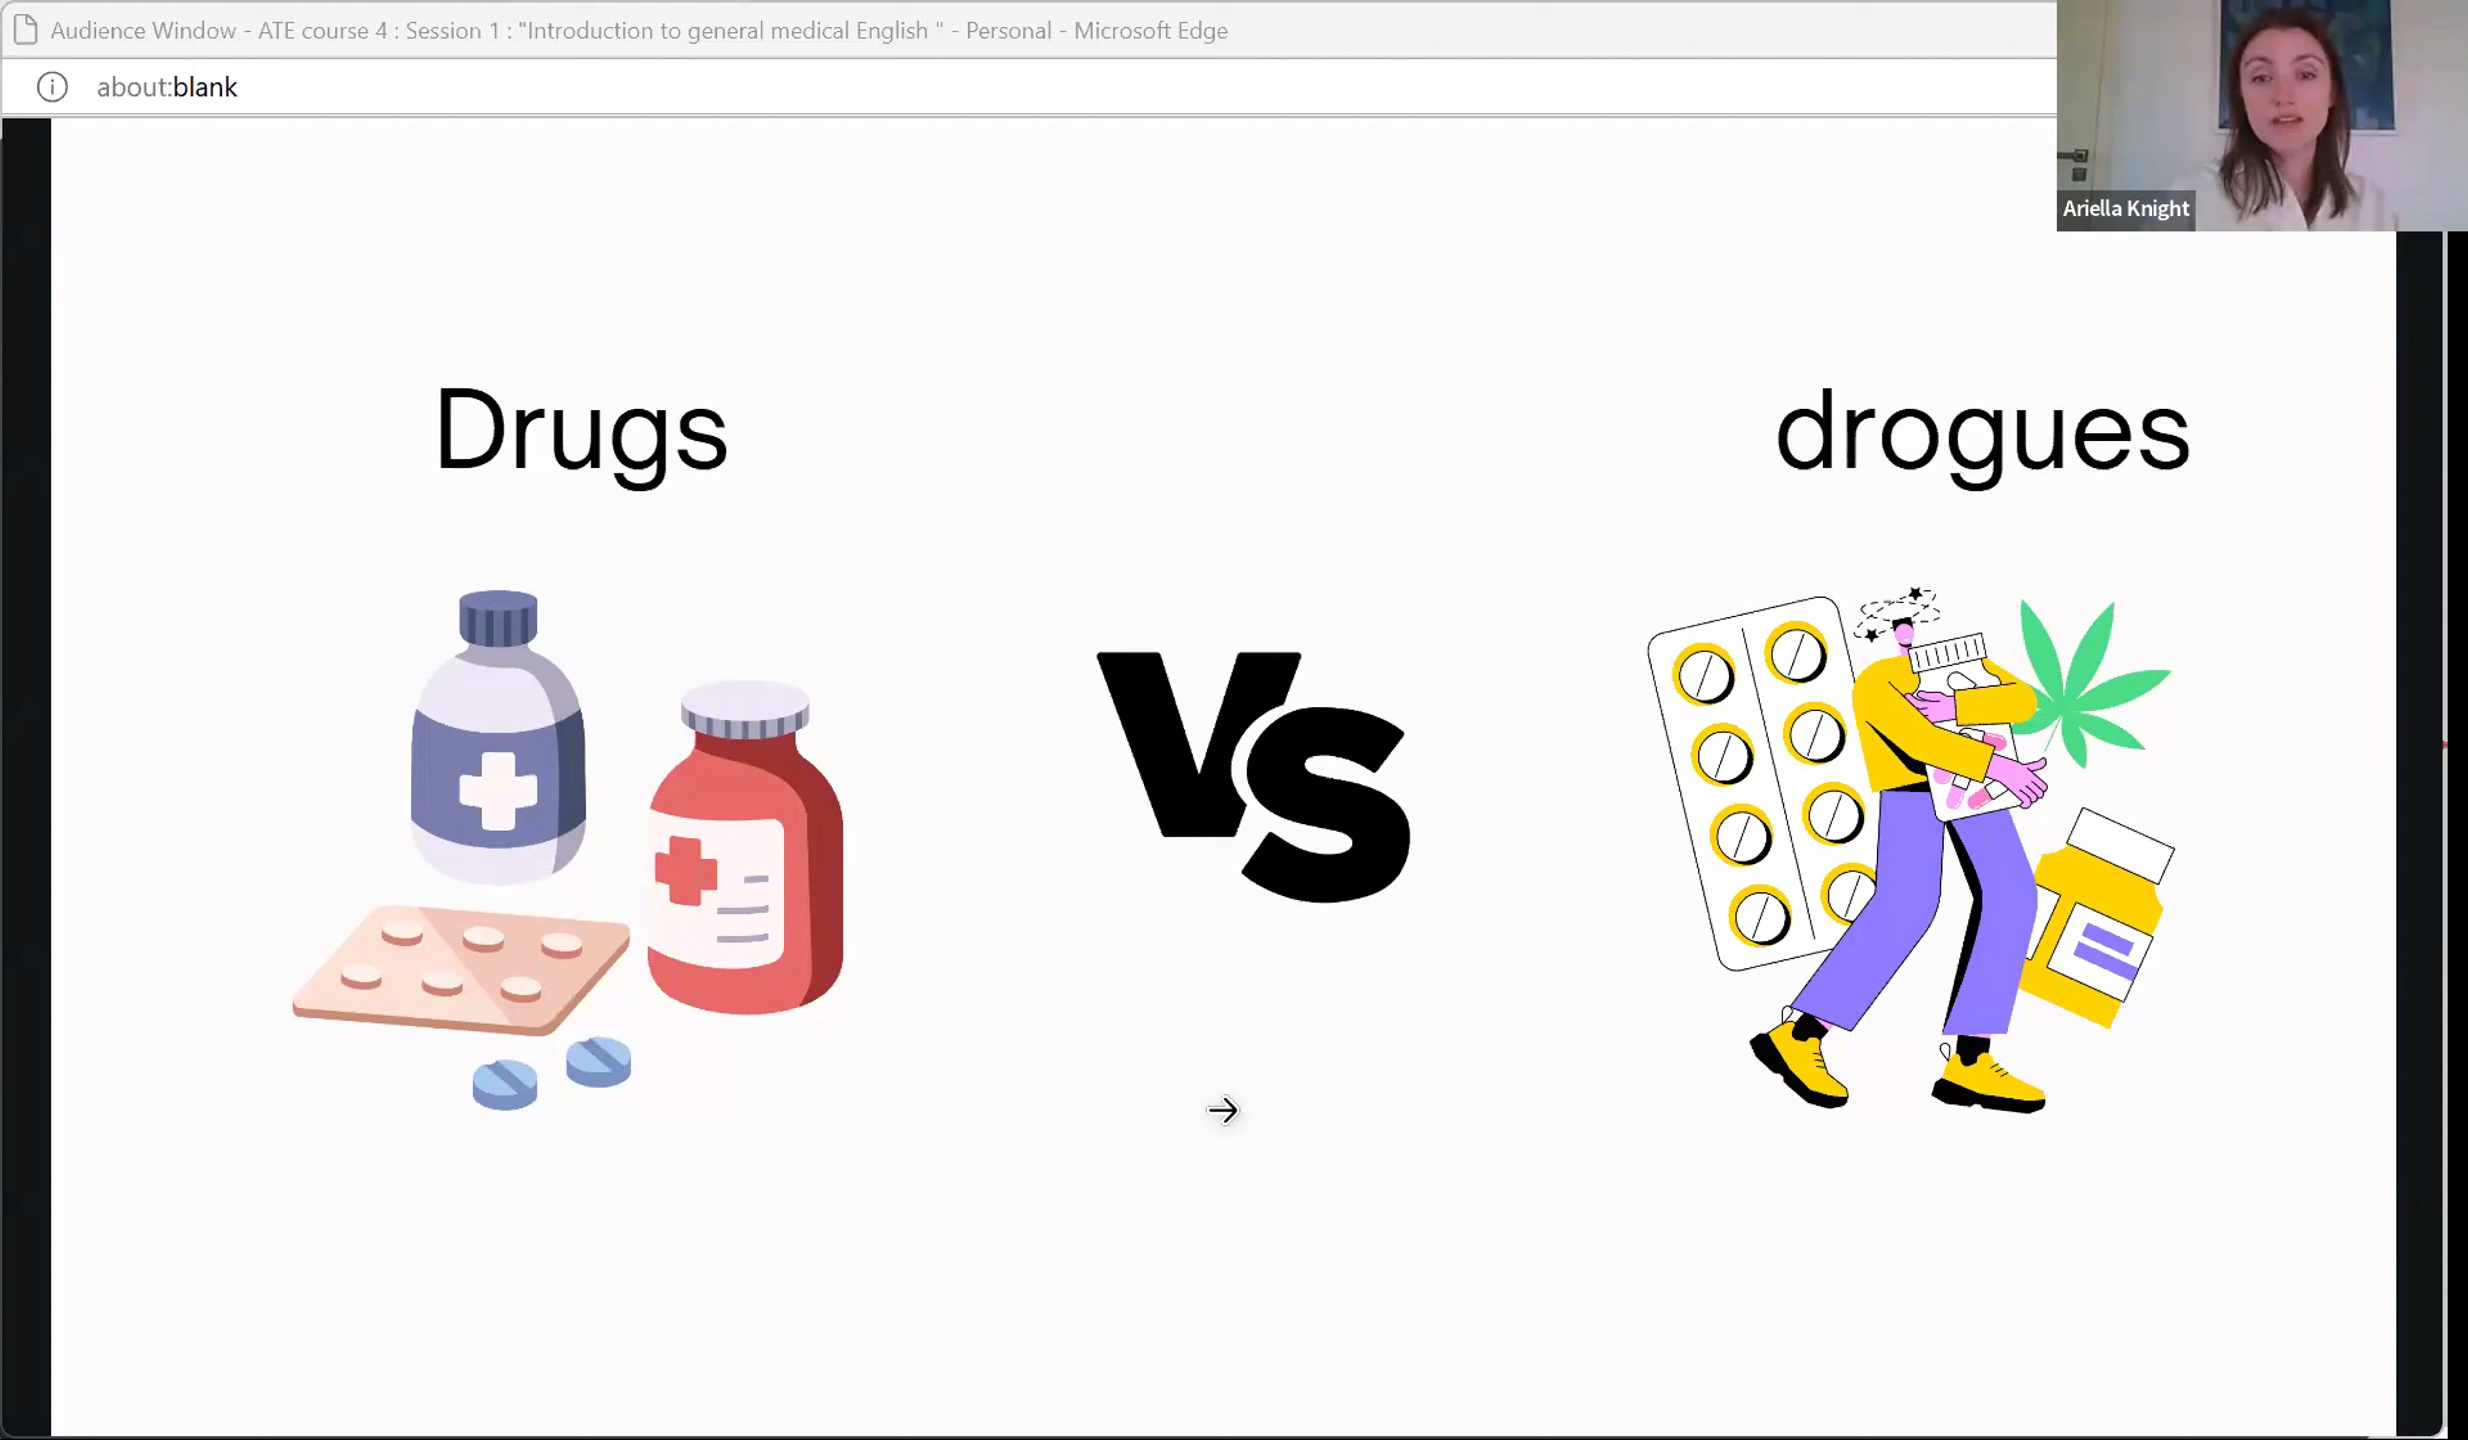 Audience Window - ATE course 4 : Session 1 : "Introduction to general medical English " - Personal - Microsoft Edge
about:blank
Ariella Knight
Drugs
drogues
VS